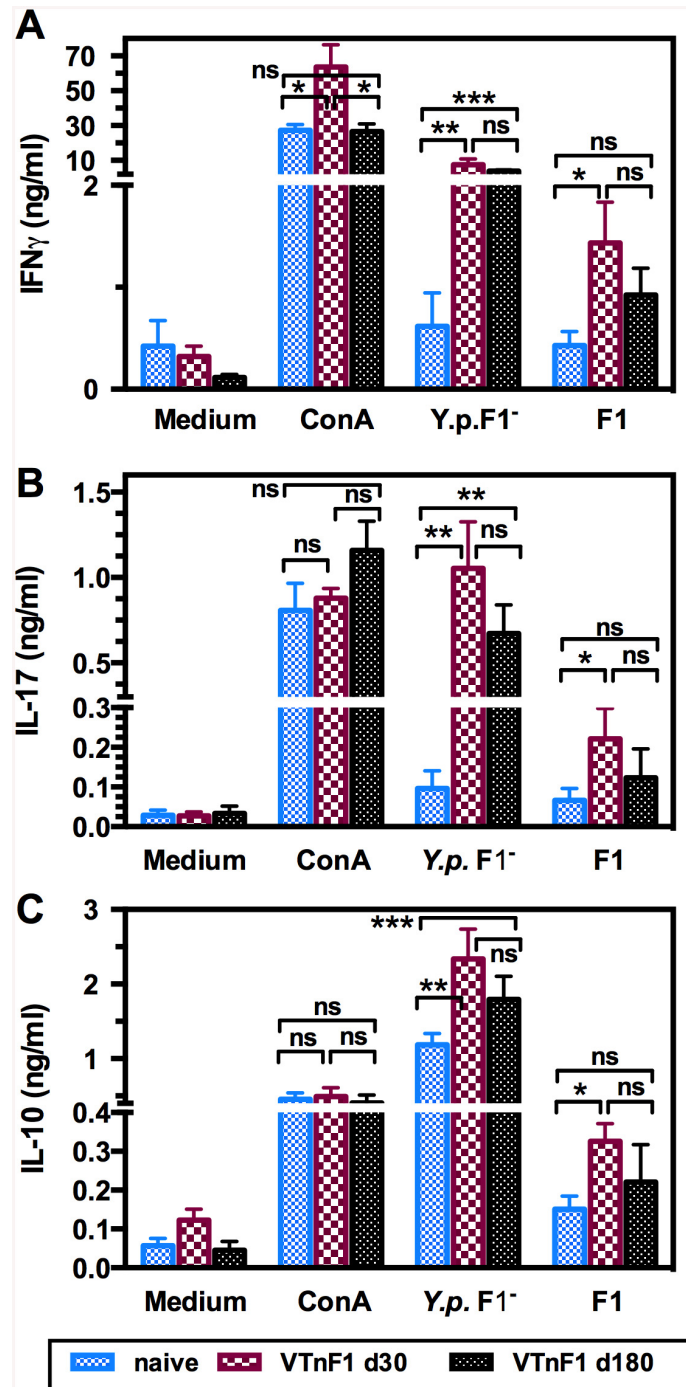 A
IFNγ (ng/ml)
70
50
30
10
2
0
ns
* *
***
** ns
ns
* ns
Medium ConA Y.p.F1⁻ F1
B
IL-17 (ng/ml)
1.5
1.0
0.5
0.3
0.2
0.1
0.0
ns
ns
ns
**
** ns
ns
* ns
Medium ConA Y.p. F1⁻ F1
C
IL-10 (ng/ml)
3
2
1
0.4
0.3
0.2
0.1
0.0
ns
ns ns
***
ns
**
ns
* ns
Medium ConA Y.p. F1⁻ F1
naive VTnF1 d30 VTnF1 d180